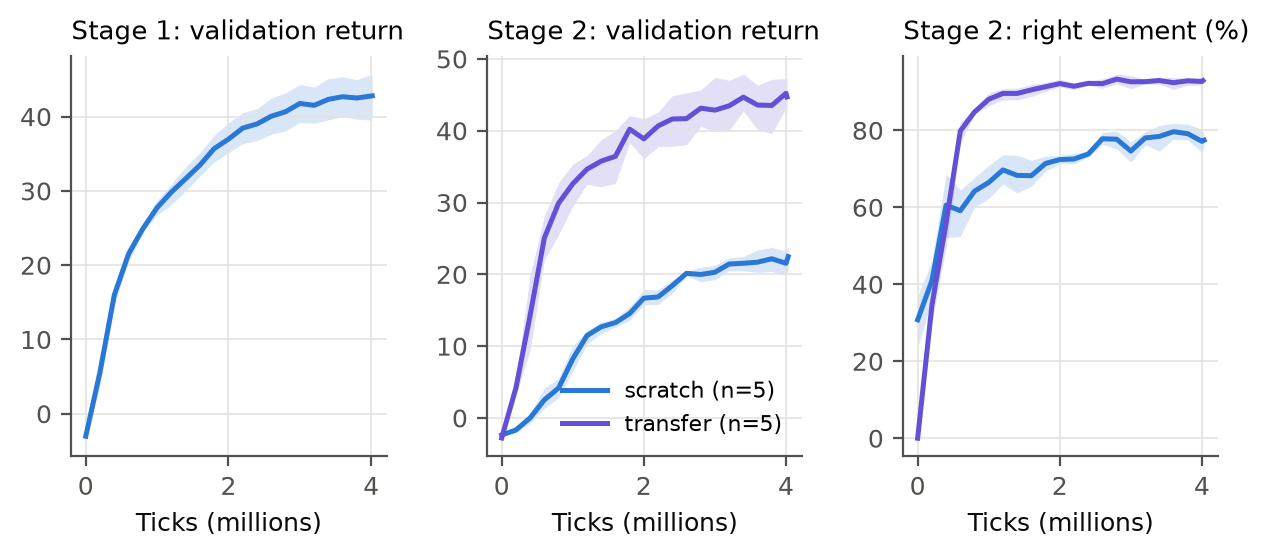 Stage 1: validation return
40
30
20
10
0
0 2 4
Ticks (millions)
Stage 2: validation return
50
40
30
20
10
0
scratch (n=5)
transfer (n=5)
0 2 4
Ticks (millions)
Stage 2: right element (%)
80
60
40
20
0
0 2 4
Ticks (millions)